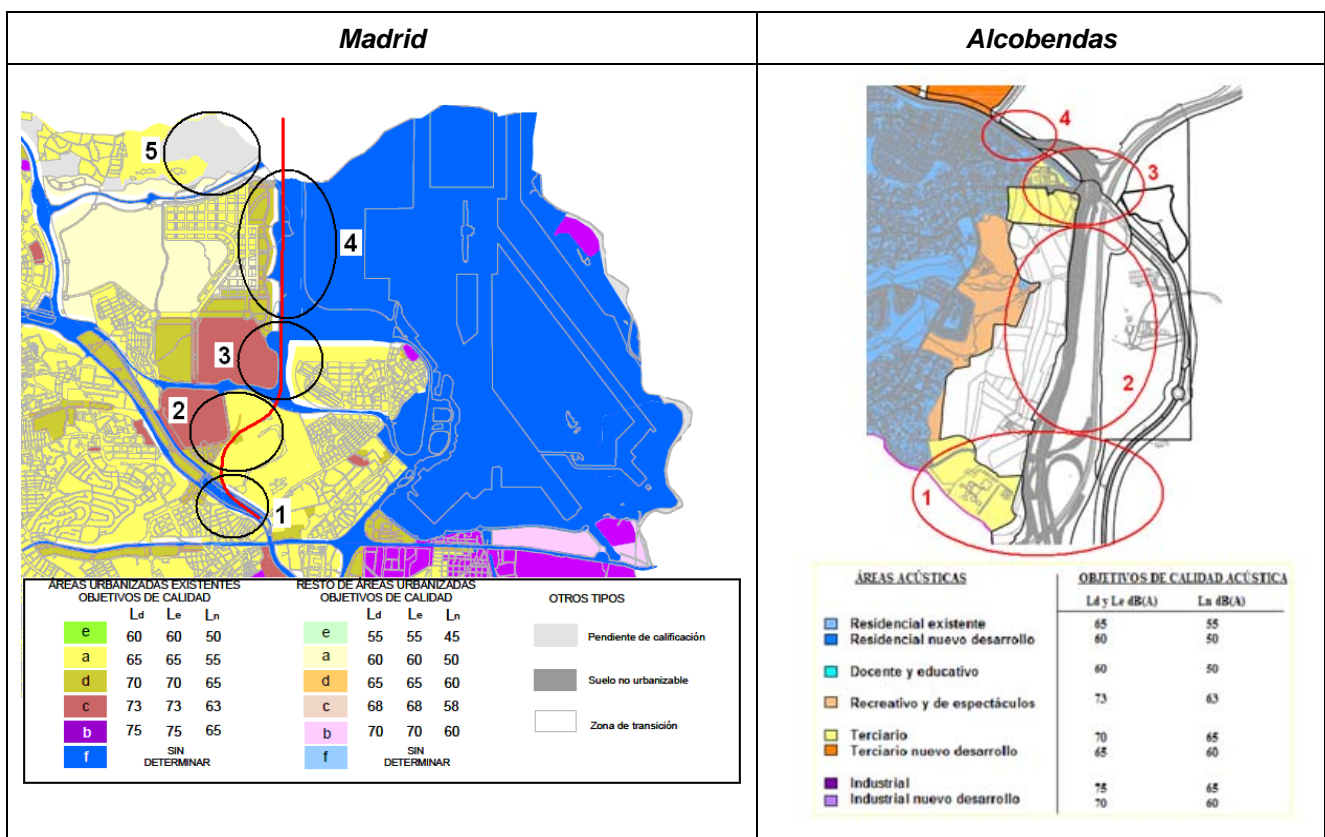 Madrid
5
4
3
2
1
ÁREAS URBANIZADAS EXISTENTES
OBJETIVOS DE CALIDAD
Ld Le Ln
e 60 60 50
a 65 65 55
d 70 70 65
c 73 73 63
b 75 75 65
f SIN
DETERMINAR
RESTO DE ÁREAS URBANIZADAS
OBJETIVOS DE CALIDAD
Ld Le Ln
e 55 55 45
a 60 60 50
d 65 65 60
c 68 68 58
b 70 70 60
f SIN
DETERMINAR
OTROS TIPOS
Pendiente de calificación
Suelo no urbanizable
Zona de transición
Alcobendas
4
3
2
1
ÁREAS ACÚSTICAS OBJETIVOS DE CALIDAD ACÚSTICA
Ld y Le dB(A) Ln dB(A)
Residencial existente 65 55
Residencial nuevo desarrollo 60 50
Docente y educativo 60 50
Recreativo y de espectáculos 73 63
Terciario 70 65
Terciario nuevo desarrollo 65 60
Industrial 75 65
Industrial nuevo desarrollo 70 60